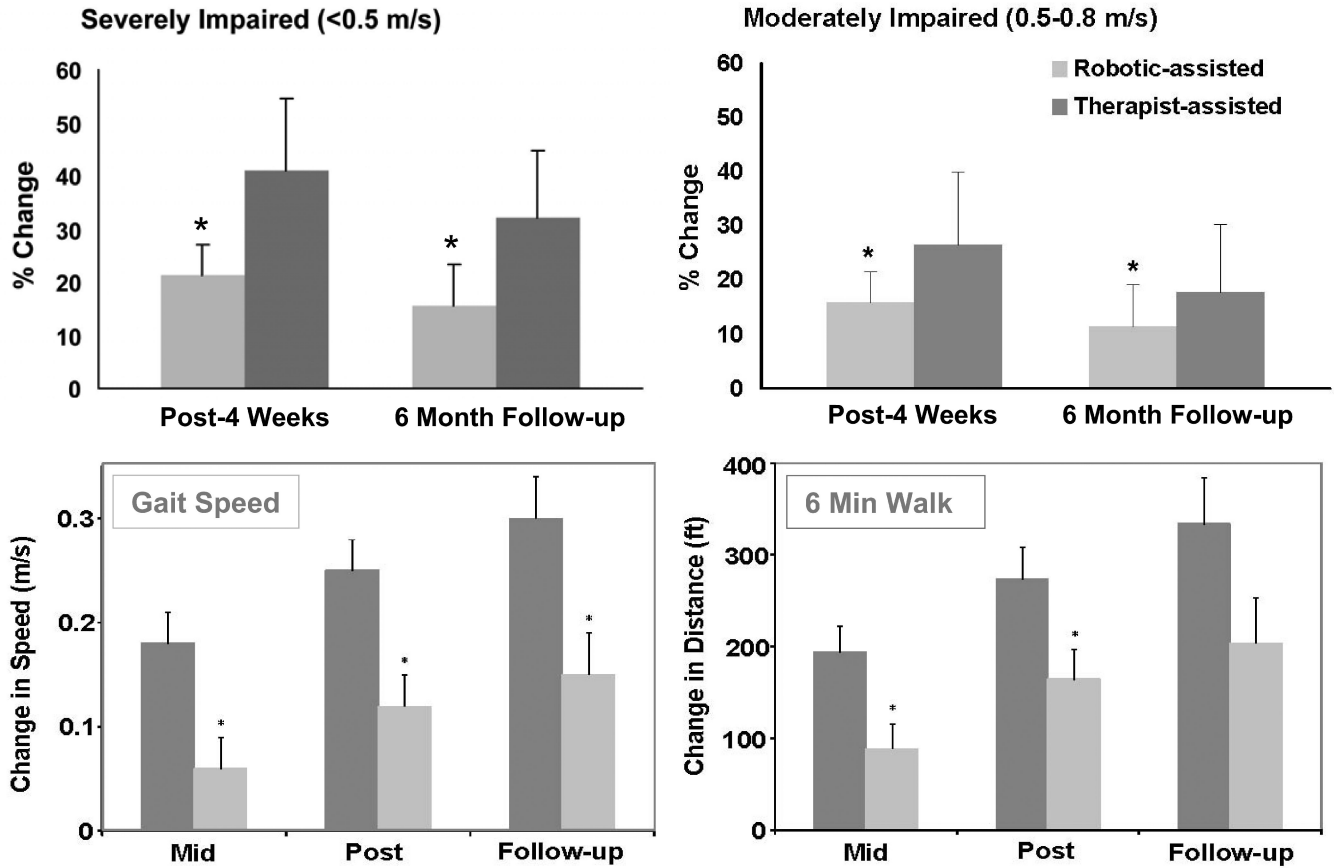 Severely Impaired (<0.5 m/s)
% Change
60
50
40
30
20
10
0
*
*
Post-4 Weeks
6 Month Follow-up
Moderately Impaired (0.5-0.8 m/s)
Robotic-assisted
Therapist-assisted
% Change
60
50
40
30
20
10
0
*
*
Post-4 Weeks
6 Month Follow-up
Gait Speed
Change in Speed (m/s)
0.3
0.2
0.1
0
*
*
*
Mid
Post
Follow-up
6 Min Walk
Change in Distance (ft)
400
300
200
100
0
*
*
Mid
Post
Follow-up